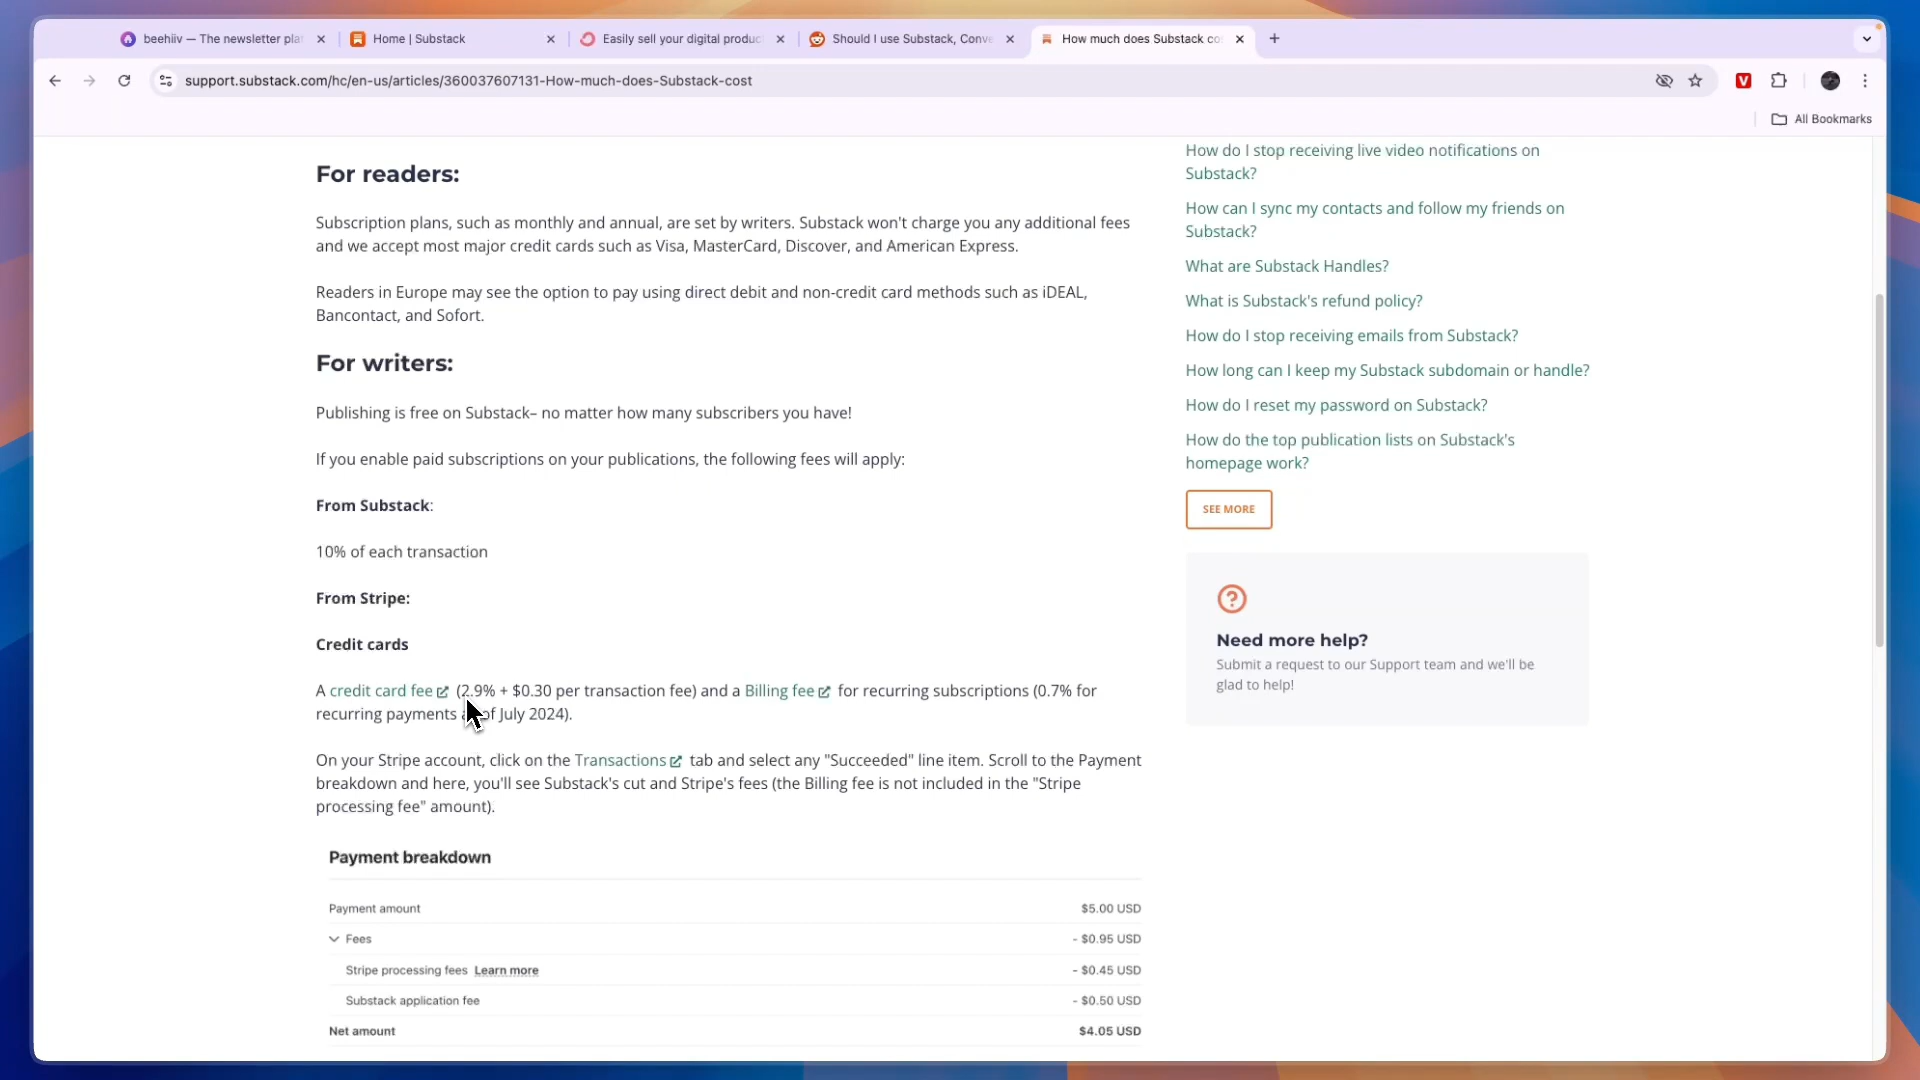 beehiiv — The newsletter pla
Home | Substack
Easily sell your digital produc
Should I use Substack, Conve
How much does Substack co
support.substack.com/hc/en-us/articles/360037607131-How-much-does-Substack-cost
All Bookmarks
For readers:
Subscription plans, such as monthly and annual, are set by writers. Substack won't charge you any additional fees
and we accept most major credit cards such as Visa, MasterCard, Discover, and American Express.
Readers in Europe may see the option to pay using direct debit and non-credit card methods such as iDEAL,
Bancontact, and Sofort.
For writers:
Publishing is free on Substack– no matter how many subscribers you have!
If you enable paid subscriptions on your publications, the following fees will apply:
From Substack:
10% of each transaction
From Stripe:
Credit cards
A credit card fee (2.9% + $0.30 per transaction fee) and a Billing fee for recurring subscriptions (0.7% for
recurring payments of July 2024).
On your Stripe account, click on the Transactions tab and select any "Succeeded" line item. Scroll to the Payment
breakdown and here, you'll see Substack's cut and Stripe's fees (the Billing fee is not included in the "Stripe
processing fee" amount).
Payment breakdown
Payment amount $5.00 USD
Fees - $0.95 USD
Stripe processing fees Learn more - $0.45 USD
Substack application fee - $0.50 USD
Net amount $4.05 USD
How do I stop receiving live video notifications on
Substack?
How can I sync my contacts and follow my friends on
Substack?
What are Substack Handles?
What is Substack's refund policy?
How do I stop receiving emails from Substack?
How long can I keep my Substack subdomain or handle?
How do I reset my password on Substack?
How do the top publication lists on Substack's
homepage work?
SEE MORE
Need more help?
Submit a request to our Support team and we'll be
glad to help!